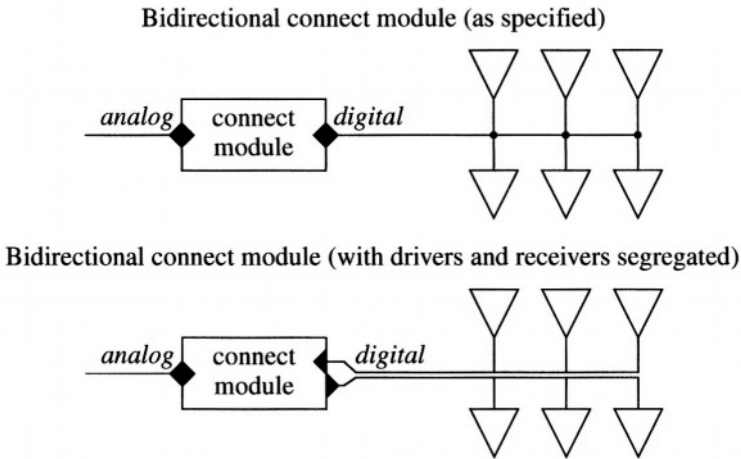 Bidirectional connect module (as specified)
analog
connect
module
digital
Bidirectional connect module (with drivers and receivers segregated)
analog
connect
module
digital